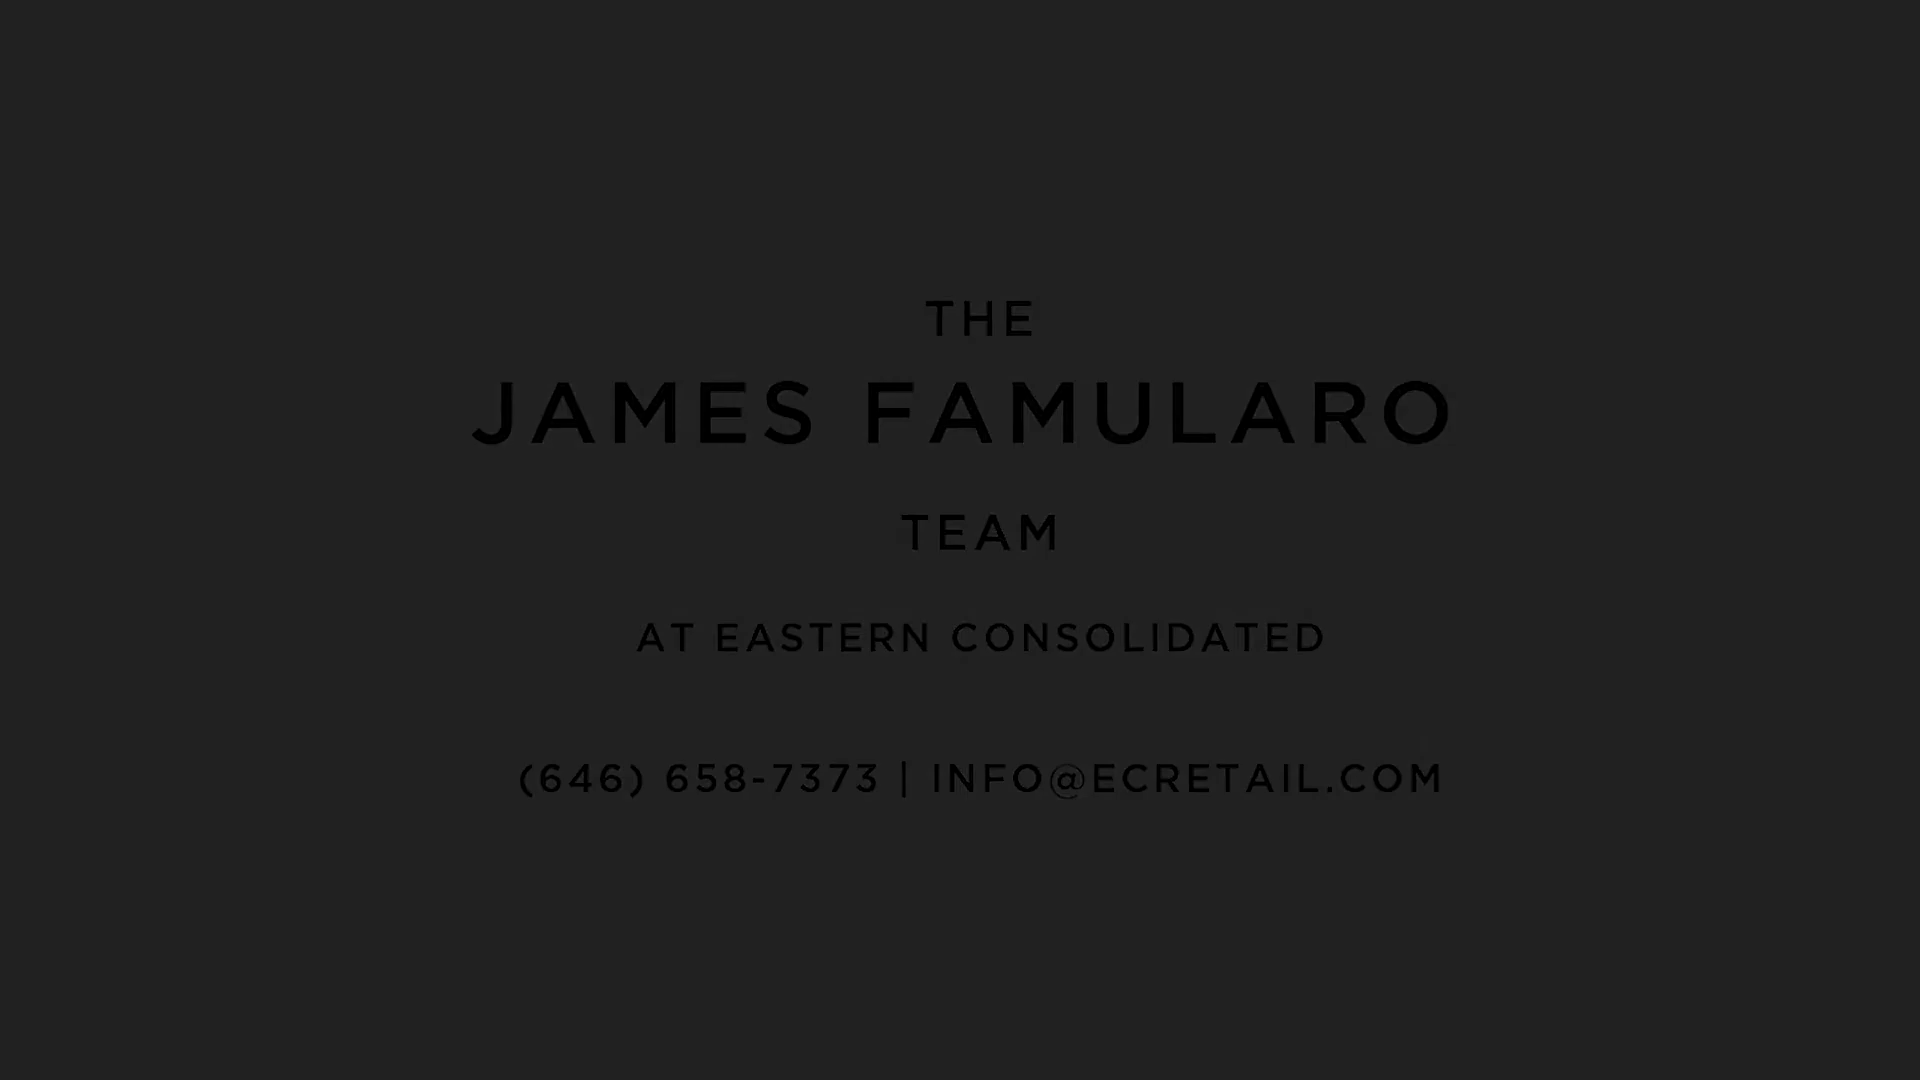 THE
JAMES FAMULARO
TEAM
AT EASTERN CONSOLIDATED
(646) 658-7373 | INFO@ECRETAIL.COM